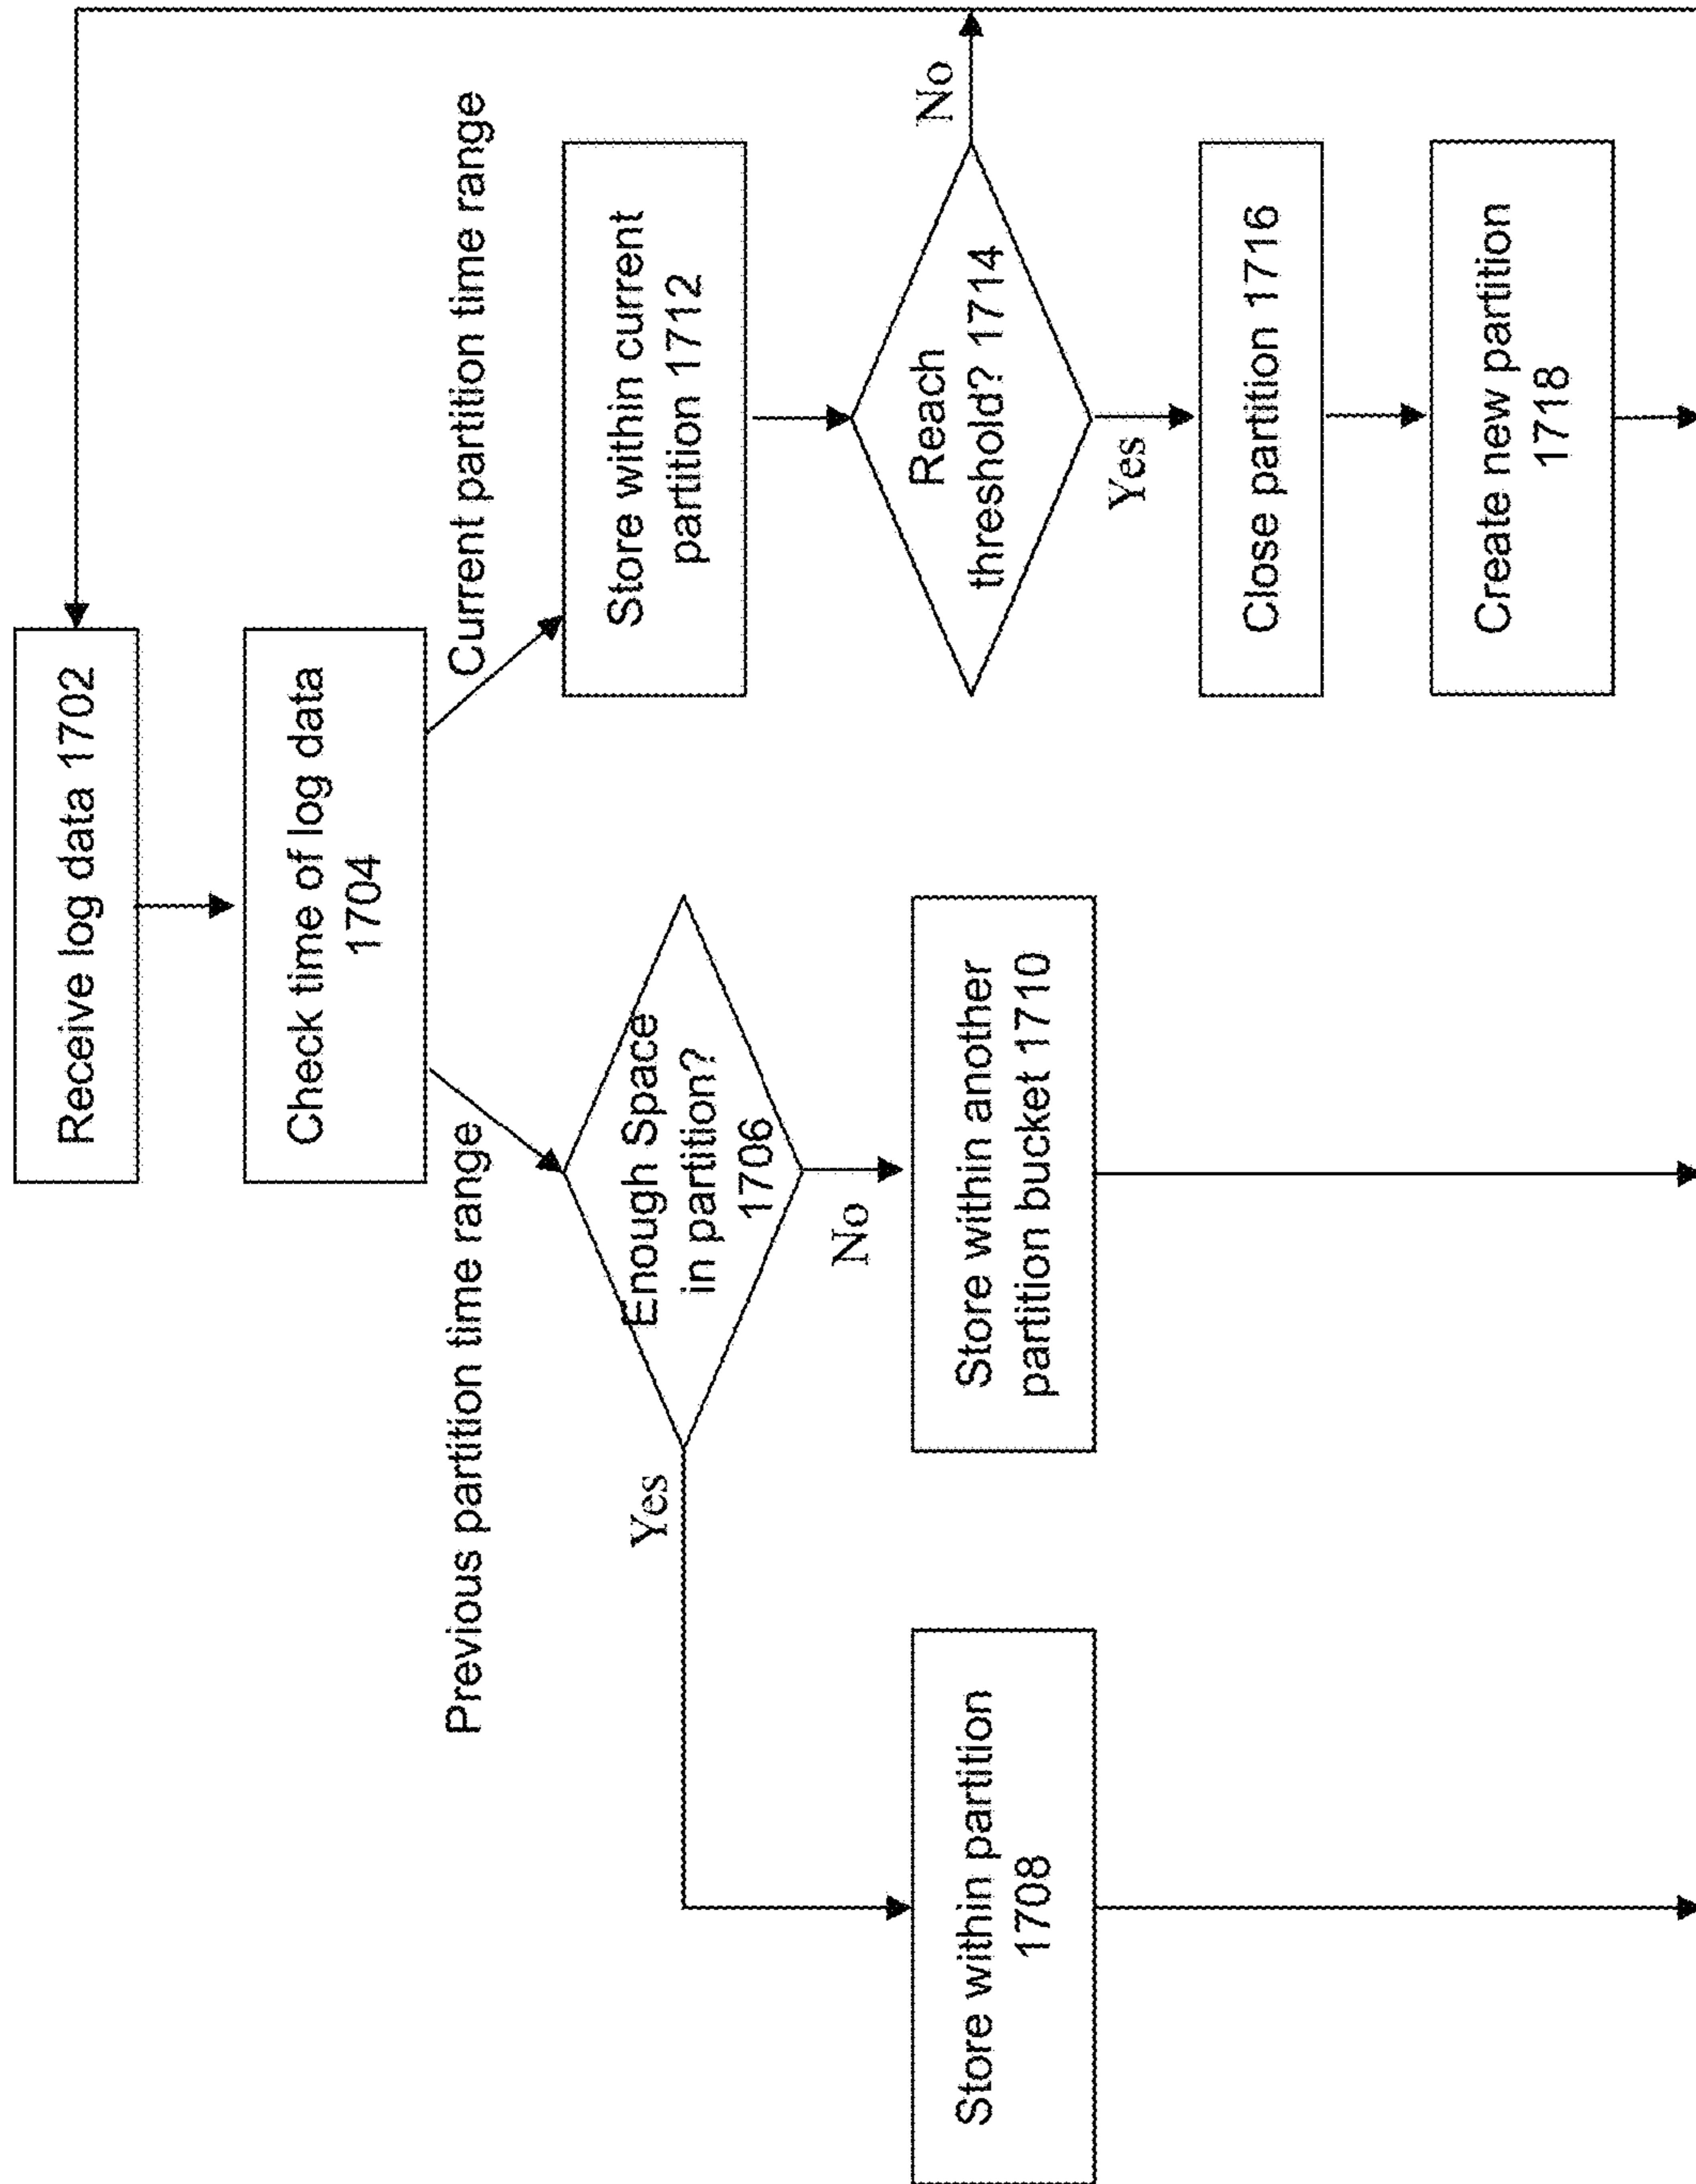 Receive log data 1702
Check time of log data
1704
Previous partition time range
Current partition time range
Enough Space
in partition?
1706
Yes
No
Store within partition
1708
Store within another
partition bucket 1710
Store within current
partition 1712
Reach
threshold? 1714
No
Yes
Close partition 1716
Create new partition
1718